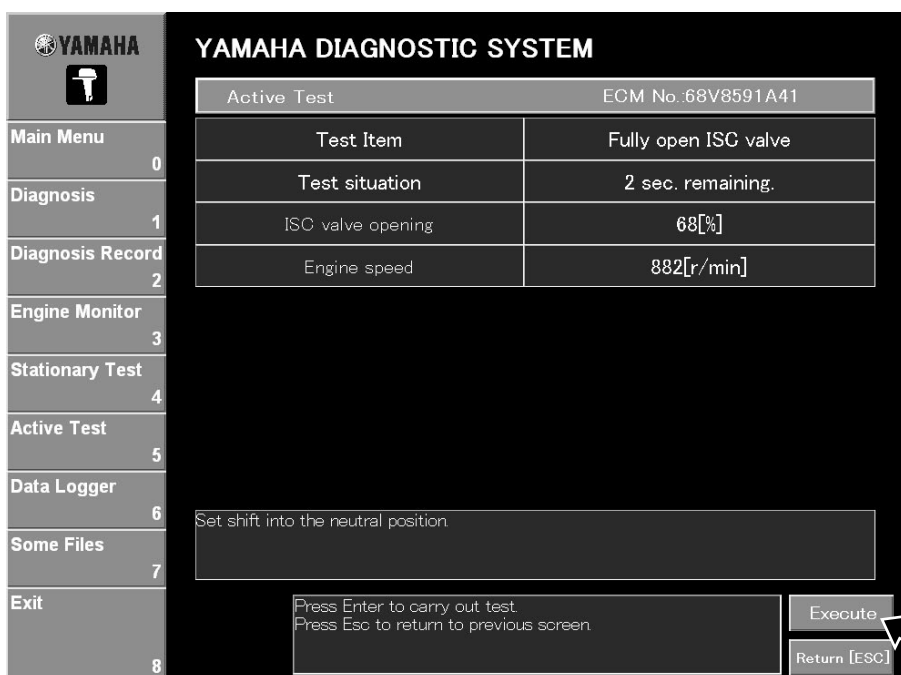 YAMAHA
YAMAHA DIAGNOSTIC SYSTEM
Active Test ECM No.:68V8591A41
Main Menu
0
Diagnosis
1
Diagnosis Record
2
Engine Monitor
3
Stationary Test
4
Active Test
5
Data Logger
6
Some Files
7
Exit
8
Test Item Fully open ISC valve
Test situation 2 sec. remaining.
ISC valve opening 68[%]
Engine speed 882[r/min]
Set shift into the neutral position.
Press Enter to carry out test.
Press Esc to return to previous screen.
Execute
Return [ESC]